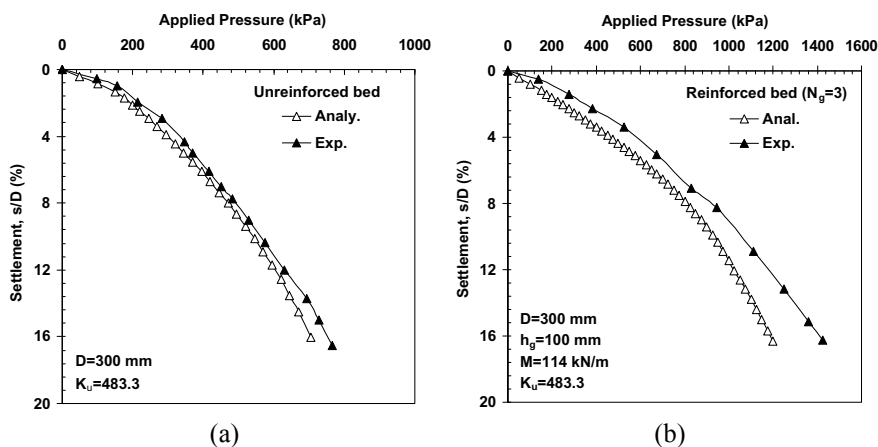 Applied Pressure (kPa)
0 200 400 600 800 1000
0
4
8
12
16
20
Settlement, s/D (%)
Unreinforced bed
Analy.
Exp.
D=300 mm
Ku=483.3
(a)
Applied Pressure (kPa)
0 200 400 600 800 1000 1200 1400 1600
0
4
8
12
16
20
Settlement, s/D (%)
Reinforced bed (Ng=3)
Anal.
Exp.
D=300 mm
hg=100 mm
M=114 kN/m
Ku=483.3
(b)